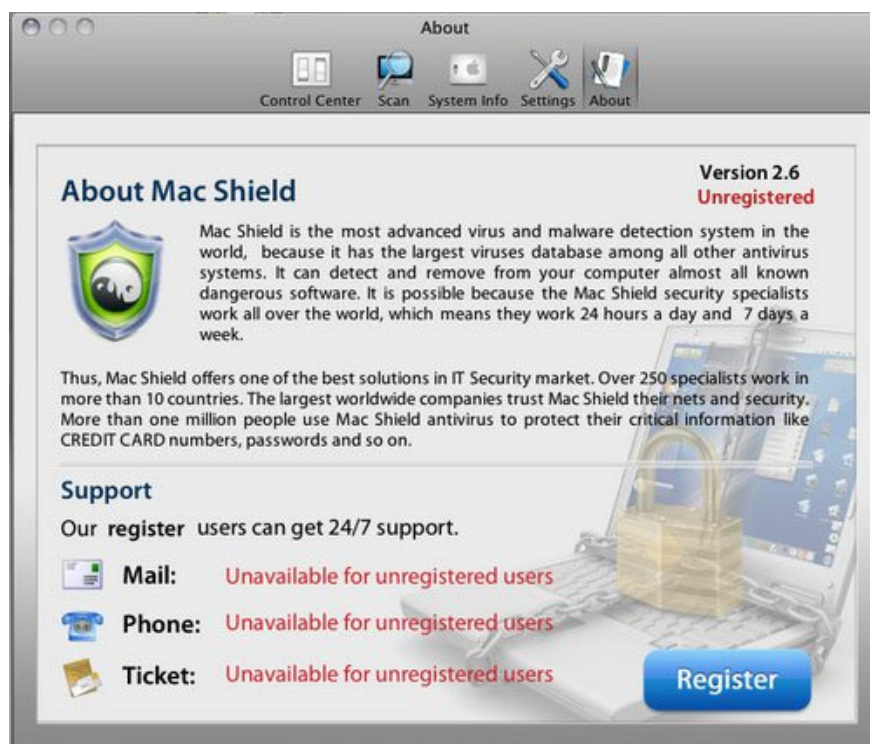 About
Control Center Scan System Info Settings About
About Mac Shield
Version 2.6
Unregistered
Mac Shield is the most advanced virus and malware detection system in the
world, because it has the largest viruses database among all other antivirus
systems. It can detect and remove from your computer almost all known
dangerous software. It is possible because the Mac Shield security specialists
work all over the world, which means they work 24 hours a day and 7 days a
week.
Thus, Mac Shield offers one of the best solutions in IT Security market. Over 250 specialists work in
more than 10 countries. The largest worldwide companies trust Mac Shield their nets and security.
More than one million people use Mac Shield antivirus to protect their critical information like
CREDIT CARD numbers, passwords and so on.
Support
Our register users can get 24/7 support.
Mail: Unavailable for unregistered users
Phone: Unavailable for unregistered users
Ticket: Unavailable for unregistered users
Register